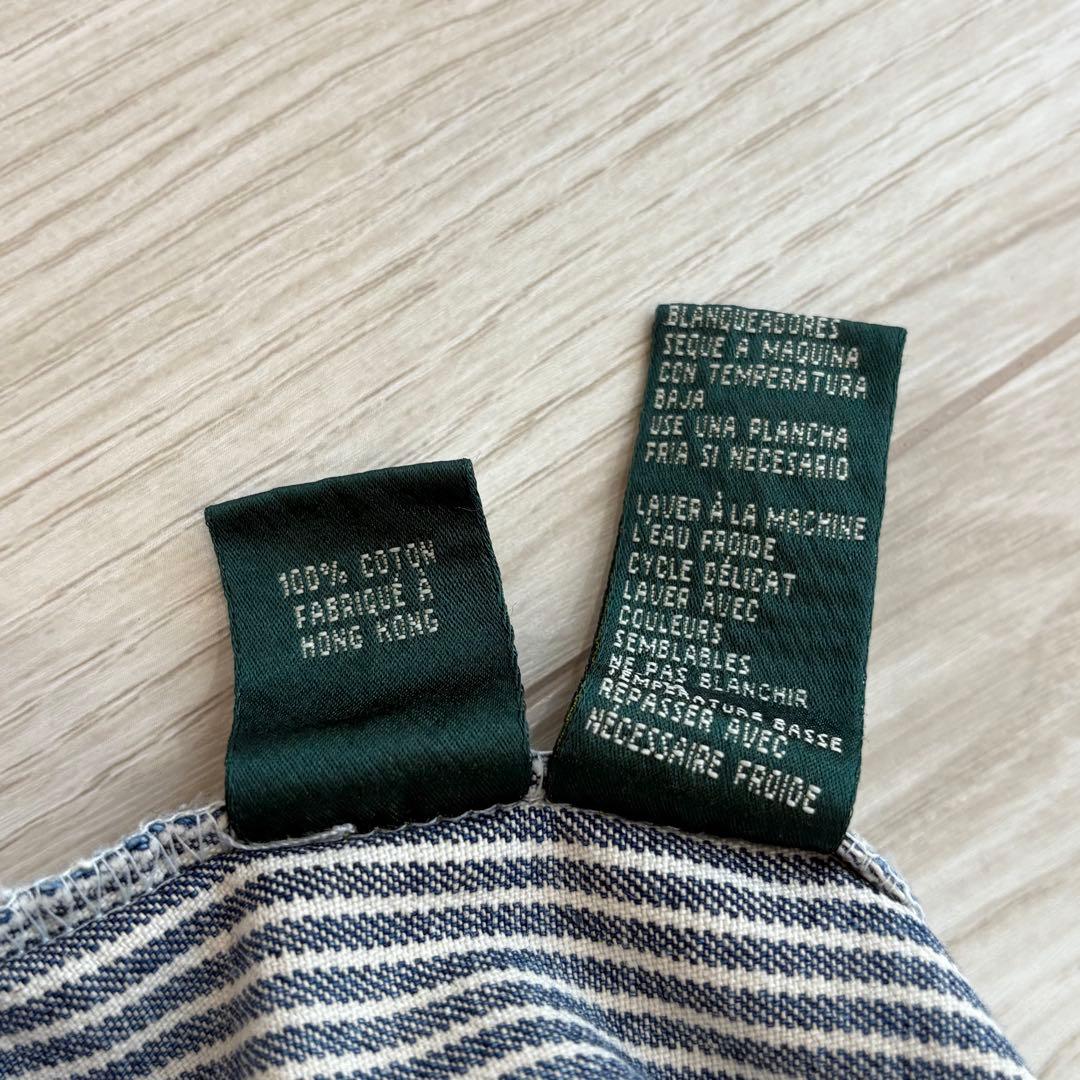 100% COTON
FABRIQUÉ À
HONG KONG
BLANQUEADORES
SEQUE A MAQUINA
CON TEMPERATURA
BAJA
USE UNA PLANCHA
FRIA SI NECESARIO
LAVER À LA MACHINE
L'EAU FROIDE
CYCLE DÉLICAT
LAVER AVEC
COULEURS
SEMBLABLES
NE PAS BLANCHIR
TEMPERATURE BASSE
REPASSER AVEC
NÉCESSAIRE FROIDE